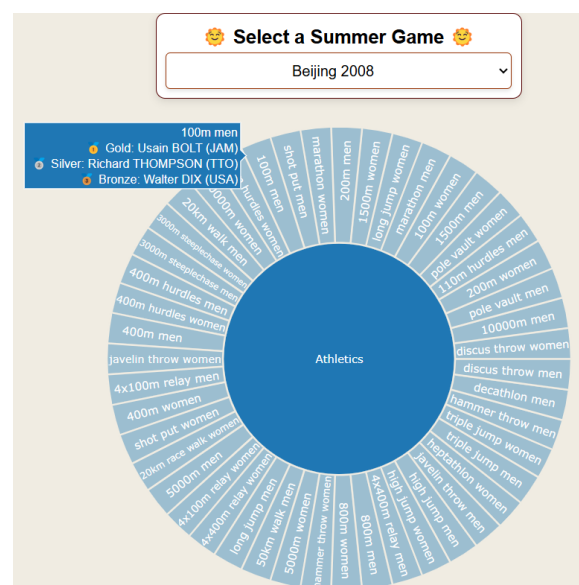 Select a Summer Game
Beijing 2008
100m men
Gold: Usain BOLT (JAM)
Silver: Richard THOMPSON (TTO)
Bronze: Walter DIX (USA)
Athletics
200m men
1500m women
long jump women
marathon men
100m women
1500m men
pole vault women
110m hurdles men
200m women
pole vault men
10000m men
discus throw women
discus throw men
decathlon men
hammer throw men
triple jump women
triple jump men
heptathlon women
javelin throw men
high jump men
high jump women
4x400m relay men
800m men
800m women
hammer throw women
5000m women
50km walk men
long jump men
4x400m relay women
4x100m relay women
5000m men
20km race walk women
shot put women
400m women
4x100m relay men
javelin throw women
400m men
400m hurdles women
400m hurdles men
3000m steeplechase men
3000m steeplechase women
20km walk men
000m women
hurdles women
100m men
shot put men
marathon women